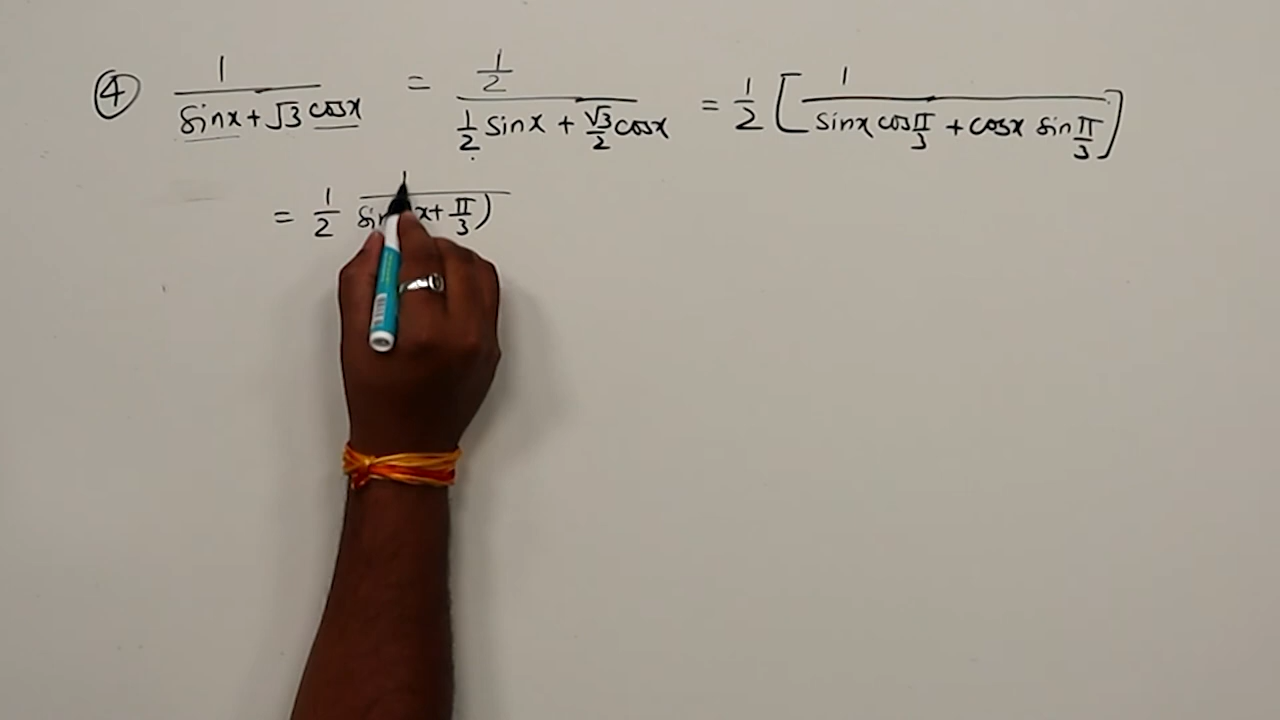 ④ 1/(sinx + √3 cosx) = (1/2)/(1/2 sinx + √3/2 cosx) = 1/2 [1/(sinx cos π/3 + cosx sin π/3)]
= 1/2 1/(sin x + π/3)